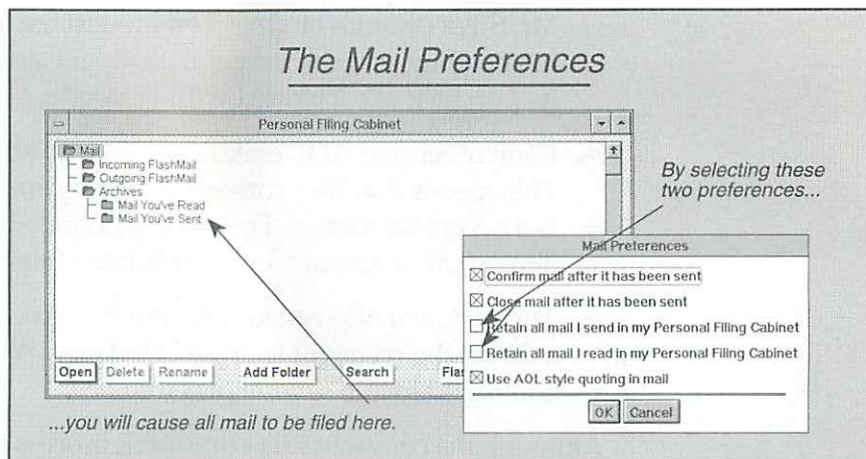 The Mail Preferences
Personal Filing Cabinet
Mail
Incoming FlashMail
Outgoing FlashMail
Archives
Mail You've Read
Mail You've Sent
Open Delete Rename Add Folder Search
By selecting these
two preferences...
Mail Preferences
Confirm mail after it has been sent
Close mail after it has been sent
Retain all mail I send in my Personal Filing Cabinet
Retain all mail I read in my Personal Filing Cabinet
Use AOL style quoting in mail
OK Cancel
...you will cause all mail to be filed here.